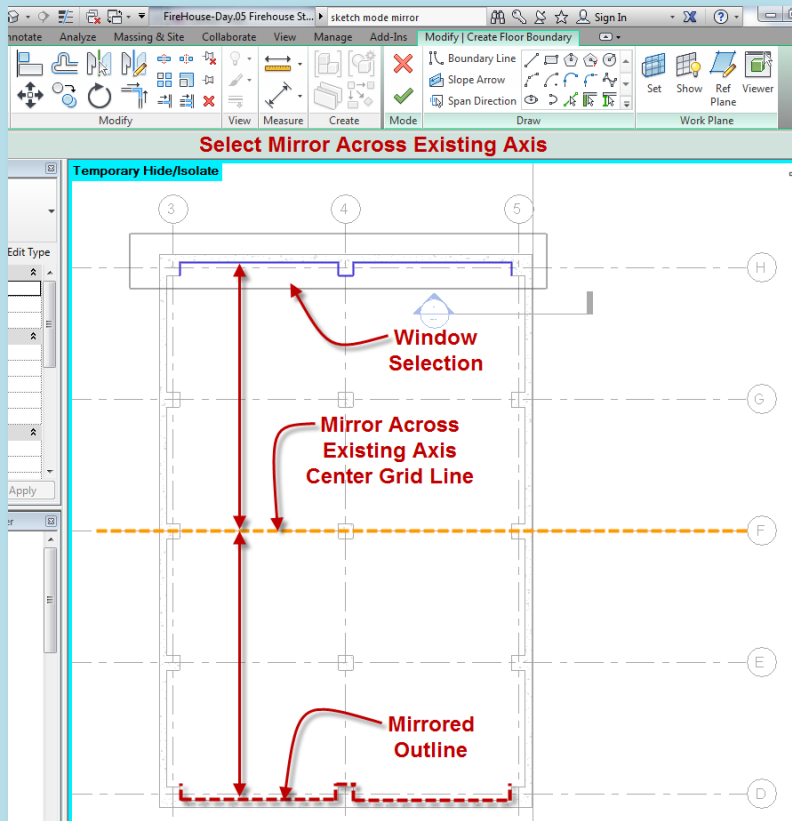 FireHouse-Day.05 Firehouse St... sketch mode mirror Sign In
nnotate Analyze Massing & Site Collaborate View Manage Add-Ins Modify | Create Floor Boundary
Boundary Line
Slope Arrow
Span Direction
Set Show Ref Plane Viewer
Modify View Measure Create Mode Draw Work Plane
Select Mirror Across Existing Axis
Temporary Hide/Isolate
3 4 5
Edit Type
H
Window
Selection
G
Mirror Across
Existing Axis
Center Grid Line
Apply
er
F
E
Mirrored
Outline
D